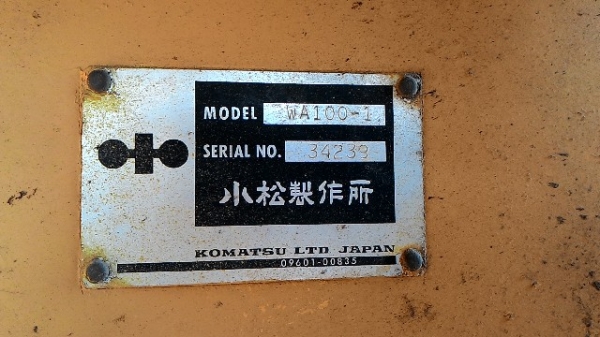 MODEL WA100-1
SERIAL NO. 34239
小松製作所
KOMATSU LTD JAPAN
09601-00835